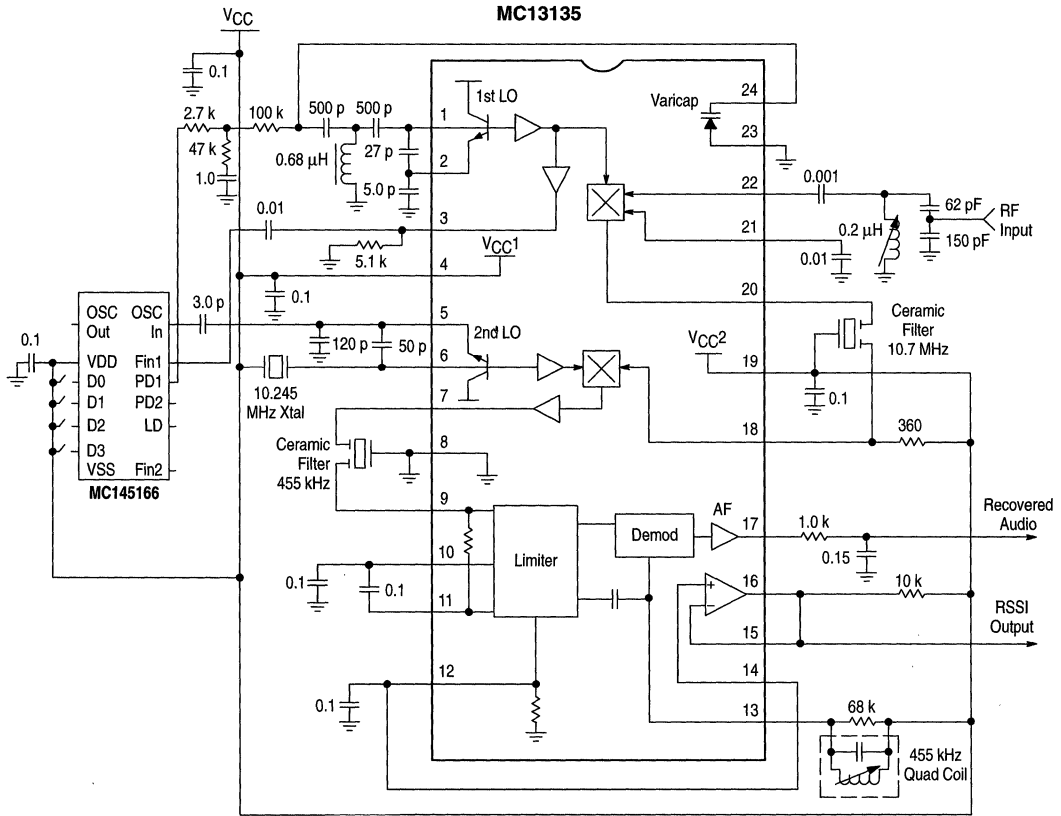 MC13135
VCC
0.1
2.7 k
100 k
500 p
500 p
47 k
1.0
0.68 µH
27 p
5.0 p
1
2
1st LO
Varicap
24
23
0.01
3
5.1 k
VCC1
4
0.1
22
0.001
62 pF
RF
Input
21
0.2 µH
150 pF
0.01
20
OSC
Out
OSC
In
3.0 p
5
2nd LO
120 p
50 p
Ceramic
Filter
10.7 MHz
0.1
VDD
Fin1
D0
PD1
D1
PD2
D2
LD
D3
VSS
Fin2
MC145166
6
10.245
MHz Xtal
7
VCC2
19
0.1
18
360
Ceramic
Filter
455 kHz
8
9
10
11
0.1
0.1
Limiter
Demod
AF
17
1.0 k
Recovered
Audio
0.15
16
10 k
+
–
15
RSSI
Output
14
12
0.1
13
68 k
455 kHz
Quad Coil